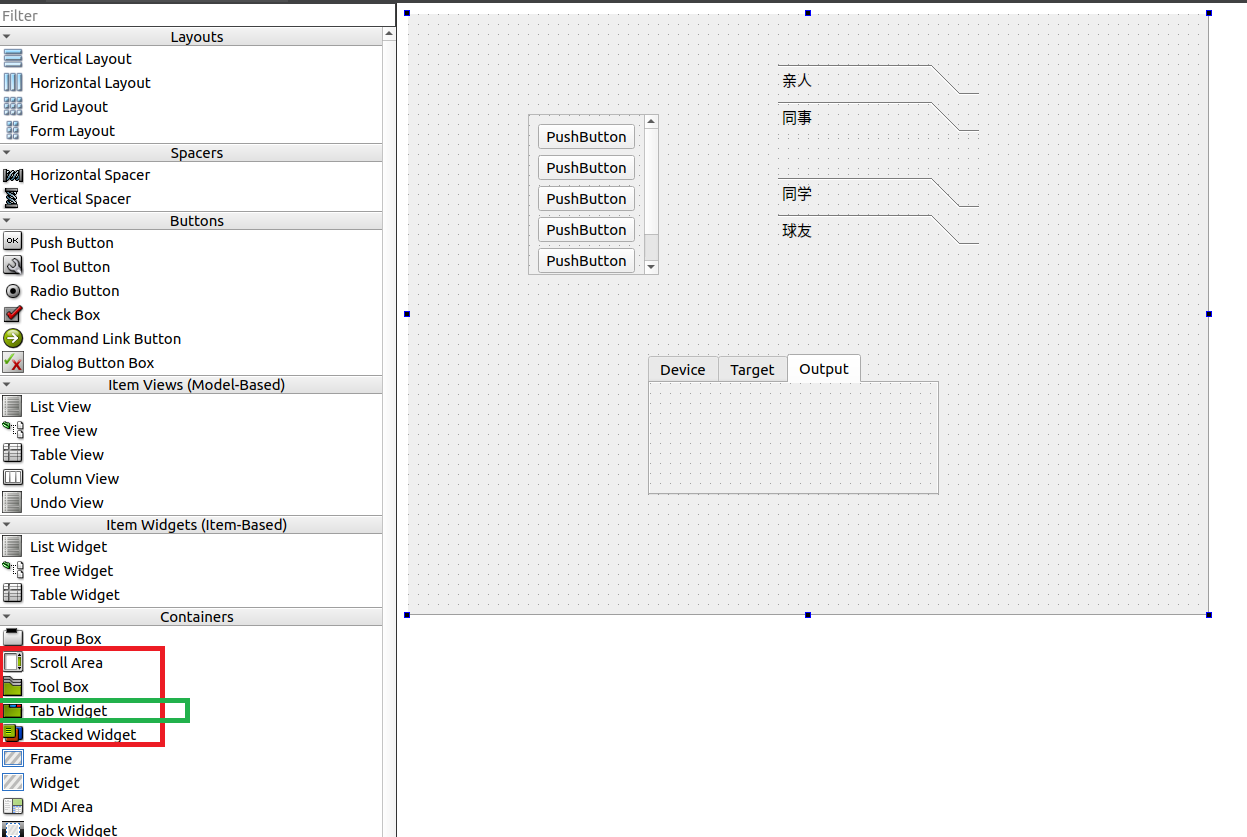 Filter
Layouts
Vertical Layout
Horizontal Layout
Grid Layout
Form Layout
Spacers
Horizontal Spacer
Vertical Spacer
Buttons
OK
Push Button
Tool Button
Radio Button
Check Box
Command Link Button
Dialog Button Box
Item Views (Model-Based)
List View
Tree View
Table View
Column View
Undo View
Item Widgets (Item-Based)
List Widget
Tree Widget
Table Widget
Containers
Group Box
Scroll Area
Tool Box
Tab Widget
Stacked Widget
Frame
Widget
MDI Area
Dock Widget
PushButton
PushButton
PushButton
PushButton
PushButton
亲人
同事
同学
球友
Device Target Output